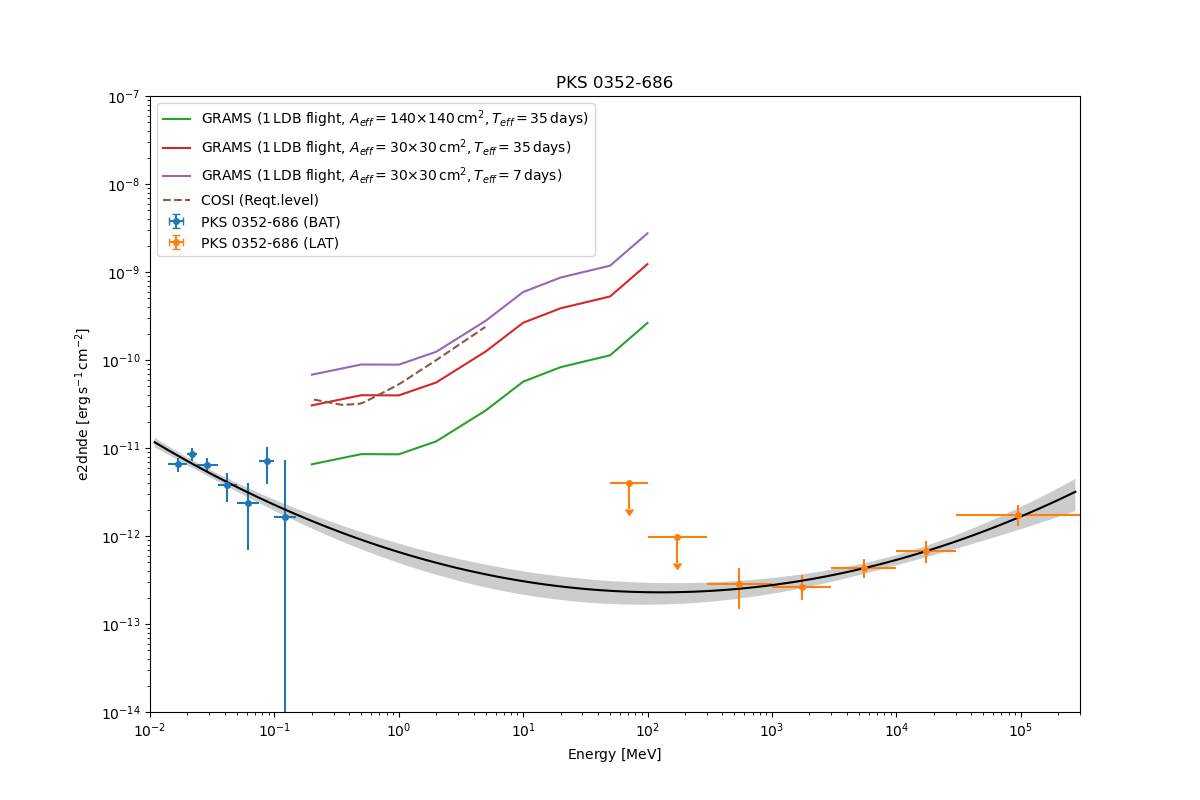 PKS 0352-686
GRAMS (1 LDB flight, A_eff = 140×140 cm², T_eff = 35 days)
GRAMS (1 LDB flight, A_eff = 30×30 cm², T_eff = 35 days)
GRAMS (1 LDB flight, A_eff = 30×30 cm², T_eff = 7 days)
COSI (Reqt.level)
PKS 0352-686 (BAT)
PKS 0352-686 (LAT)
e2dnde [erg s⁻¹ cm⁻²]
10⁻⁷
10⁻⁸
10⁻⁹
10⁻¹⁰
10⁻¹¹
10⁻¹²
10⁻¹³
10⁻¹⁴
10⁻² 10⁻¹ 10⁰ 10¹ 10² 10³ 10⁴ 10⁵
Energy [MeV]